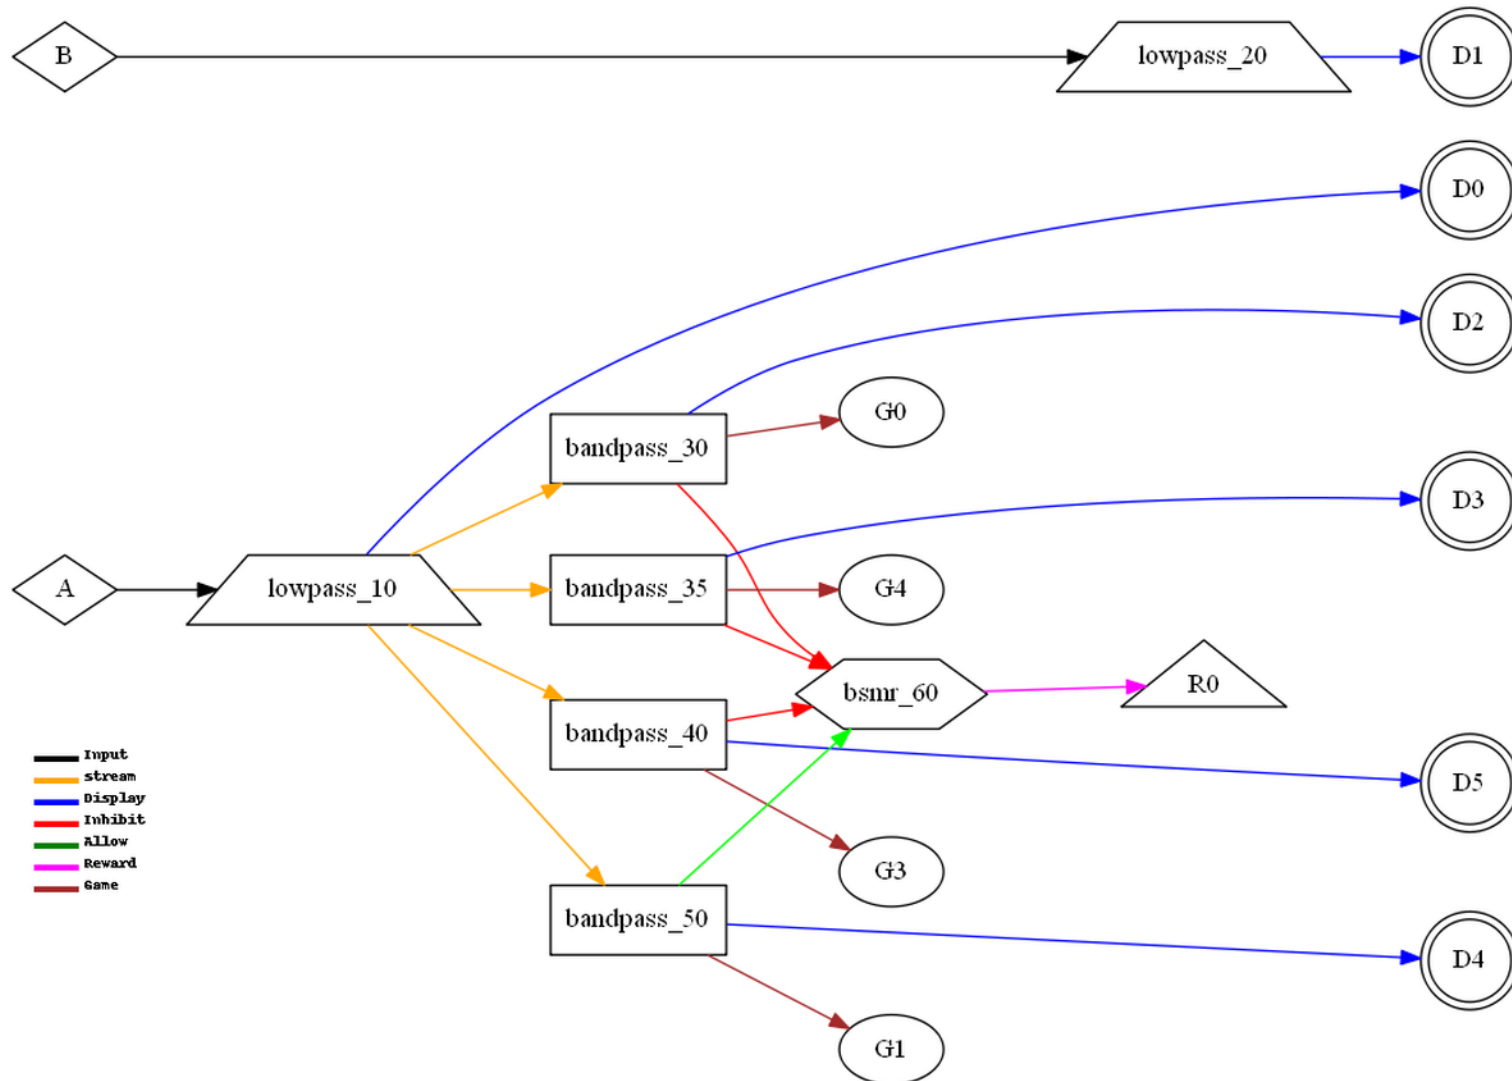 B
lowpass_20
D1
D0
D2
G0
bandpass_30
D3
A
lowpass_10
bandpass_35
G4
bsmr_60
R0
bandpass_40
D5
Input
stream
Display
Inhibit
Allow
Reward
Game
G3
bandpass_50
D4
G1